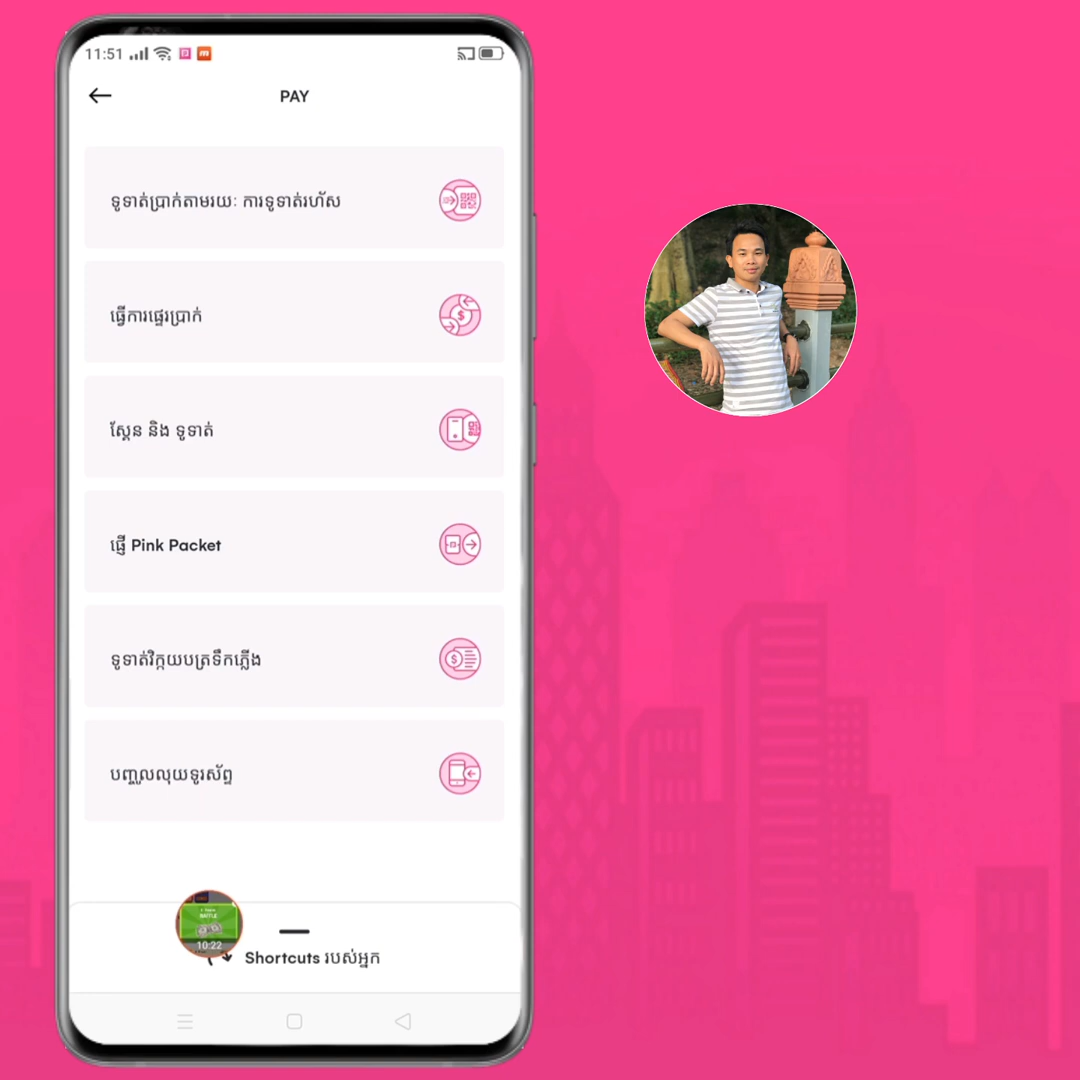 11:51
PAY
ទូទាត់ប្រាក់តាមរយៈ ការទូទាត់រហ័ស
ធ្វើការផ្ទេរប្រាក់
ស្កែន និង ទូទាត់
ផ្ញើ Pink Packet
ទូទាត់វិក្កយបត្រទឹកភ្លើង
បញ្ចូលលុយទូរស័ព្ទ
BATTLE
10:22
Shortcuts របស់អ្នក